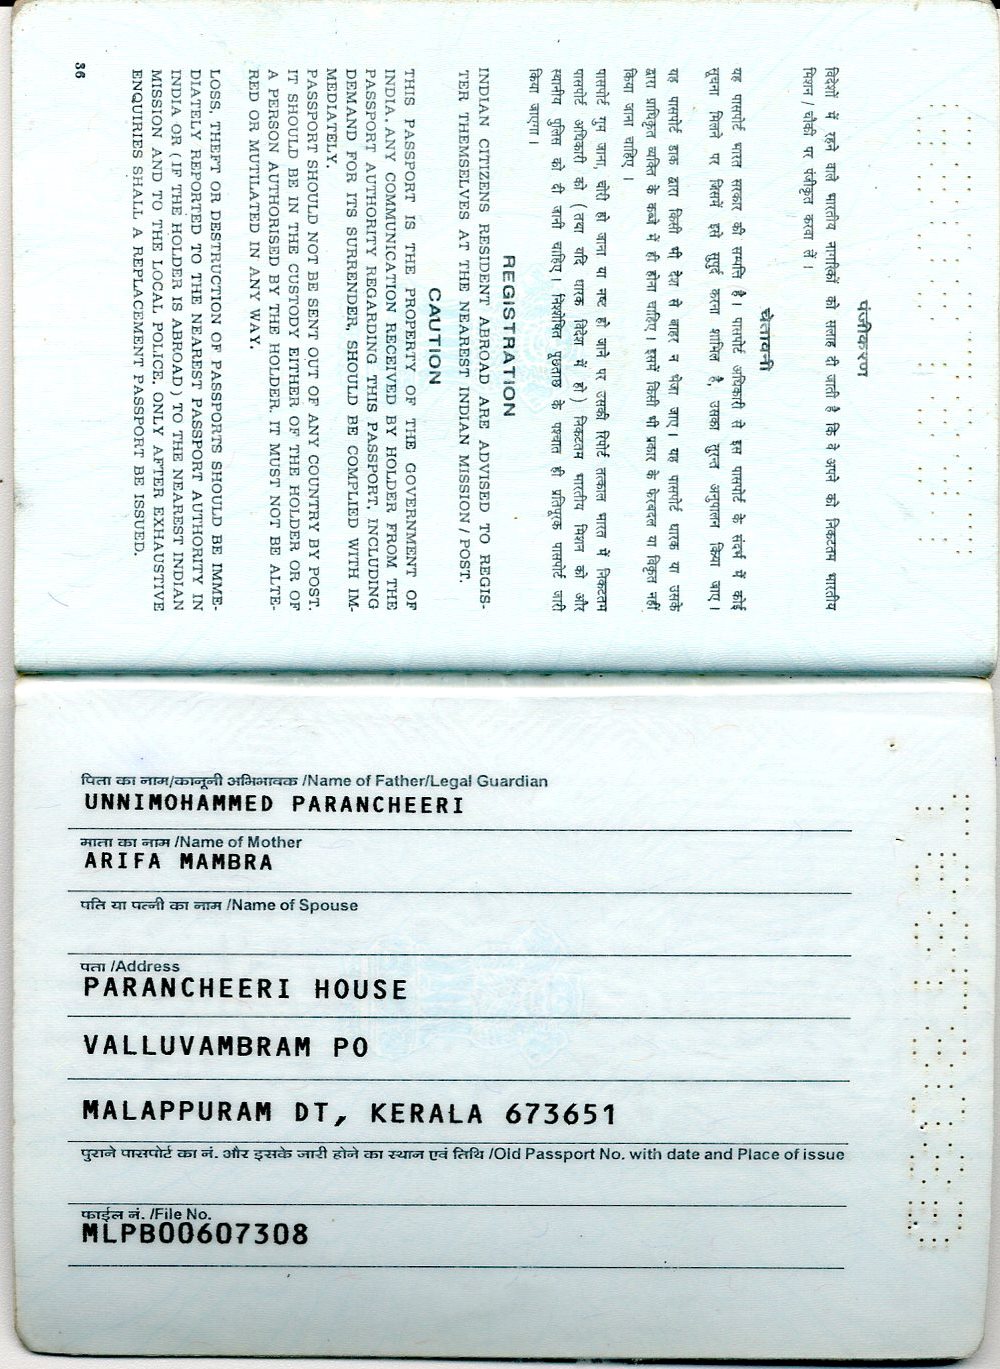 पंजीकरण
विदेशों में रहने वाले भारतीय नागरिकों को सलाह दी जाती है कि वे अपने को निकटतम भारतीय
मिशन / चौकी पर पंजीकृत करवा लें ।
चेतावनी
यह पासपोर्ट भारत सरकार की सम्पत्ति है । पासपोर्ट अधिकारी से इस पासपोर्ट के संदर्भ में कोई
सूचना मिलने पर जिसमें इसे सुपुर्द करना शामिल है, उसका तुरन्त अनुपालन किया जाए ।
यह पासपोर्ट डाक द्वारा किसी भी देश से बाहर न भेजा जाए । यह पासपोर्ट धारक या उसके
द्वारा प्राधिकृत व्यक्ति के कब्जे में ही होना चाहिए । इसमें किसी भी प्रकार के फेरबदल या विकृत नहीं
किया जाना चाहिए ।
पासपोर्ट गुम जाना, चोरी हो जाना या नष्ट हो जाने पर उसकी रिपोर्ट तत्काल भारत में निकटतम
पासपोर्ट अधिकारी को ( तथा यदि धारक विदेश में हो ) निकटतम भारतीय मिशन को और
स्थानीय पुलिस को दी जानी चाहिए । निश्शेषित पूछताछ के पश्चात ही प्रतिपूरक पासपोर्ट जारी
किया जाएगा ।
REGISTRATION
INDIAN CITIZENS RESIDENT ABROAD ARE ADVISED TO REGIS-
TER THEMSELVES AT THE NEAREST INDIAN MISSION / POST.
CAUTION
THIS PASSPORT IS THE PROPERTY OF THE GOVERNMENT OF
INDIA. ANY COMMUNICATION RECEIVED BY HOLDER FROM THE
PASSPORT AUTHORITY REGARDING THIS PASSPORT, INCLUDING
DEMAND FOR ITS SURRENDER, SHOULD BE COMPLIED WITH IM-
MEDIATELY.
PASSPORT SHOULD NOT BE SENT OUT OF ANY COUNTRY BY POST.
IT SHOULD BE IN THE CUSTODY EITHER OF THE HOLDER OR OF
A PERSON AUTHORISED BY THE HOLDER. IT MUST NOT BE ALTE-
RED OR MUTILATED IN ANY WAY.
LOSS, THEFT OR DESTRUCTION OF PASSPORTS SHOULD BE IMME-
DIATELY REPORTED TO THE NEAREST PASSPORT AUTHORITY IN
INDIA OR ( IF THE HOLDER IS ABROAD ) TO THE NEAREST INDIAN
MISSION AND TO THE LOCAL POLICE. ONLY AFTER EXHAUSTIVE
ENQUIRIES SHALL A REPLACEMENT PASSPORT BE ISSUED.
36
पिता का नाम/कानूनी अभिभावक /Name of Father/Legal Guardian
UNNIMOHAMMED PARANCHEERI
माता का नाम /Name of Mother
ARIFA MAMBRA
पति या पत्नी का नाम /Name of Spouse
पता /Address
PARANCHEERI HOUSE
VALLUVAMBRAM PO
MALAPPURAM DT, KERALA 673651
पुराने पासपोर्ट का नं. और इसके जारी होने का स्थान एवं तिथि /Old Passport No. with date and Place of issue
फाईल नं. /File No.
MLPB00607308